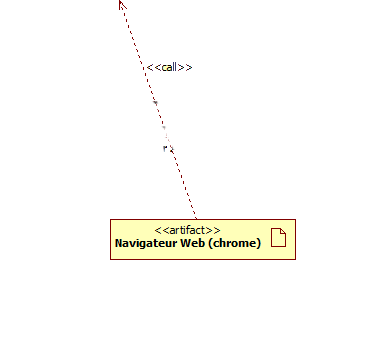 <<call>>
<<artifact>>
Navigateur Web (chrome)